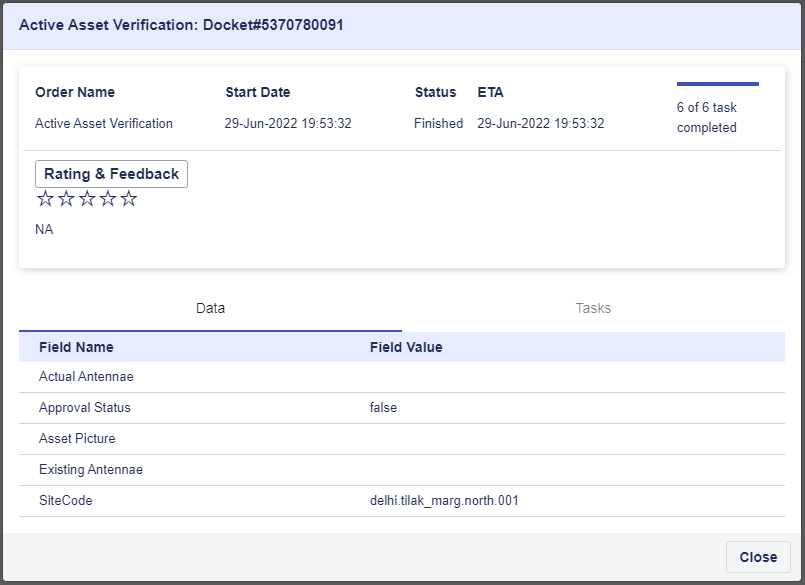 Active Asset Verification: Docket#5370780091
Order Name Start Date Status ETA
Active Asset Verification 29-Jun-2022 19:53:32 Finished 29-Jun-2022 19:53:32
6 of 6 task
completed
Rating & Feedback
NA
Data Tasks
Field Name Field Value
Actual Antennae
Approval Status false
Asset Picture
Existing Antennae
SiteCode delhi.tilak_marg.north.001
Close